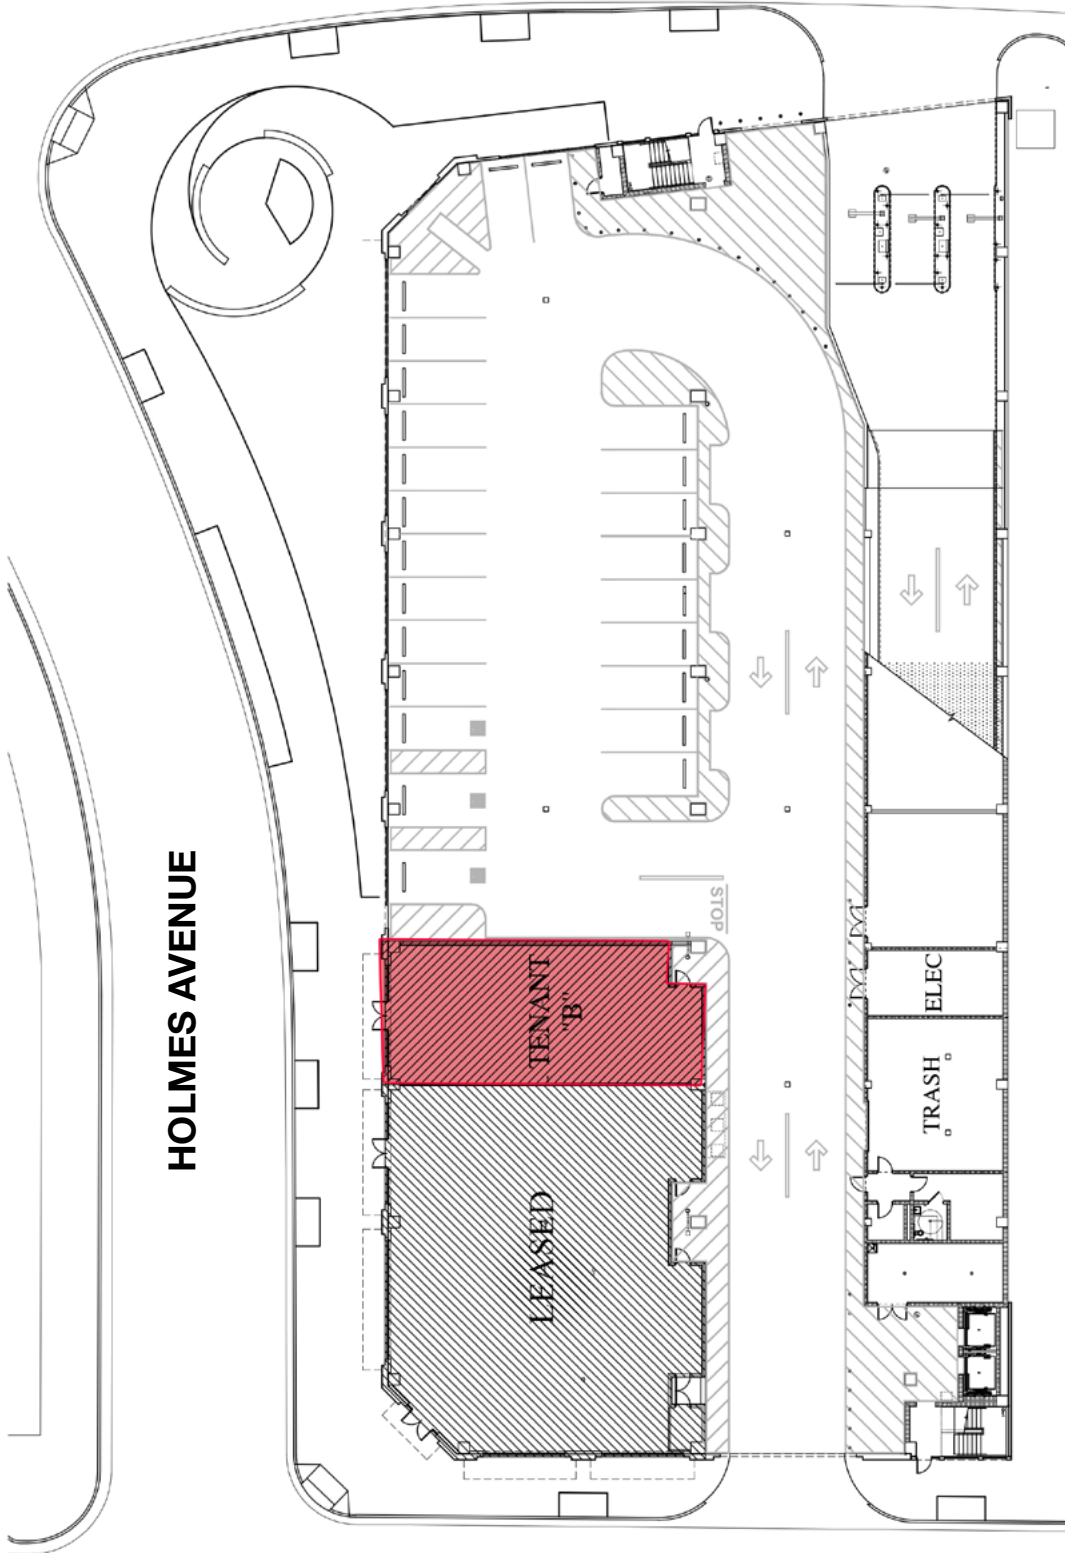 HOLMES AVENUE
STOP
TENANT
"B"
LEASED
ELEC
TRASH